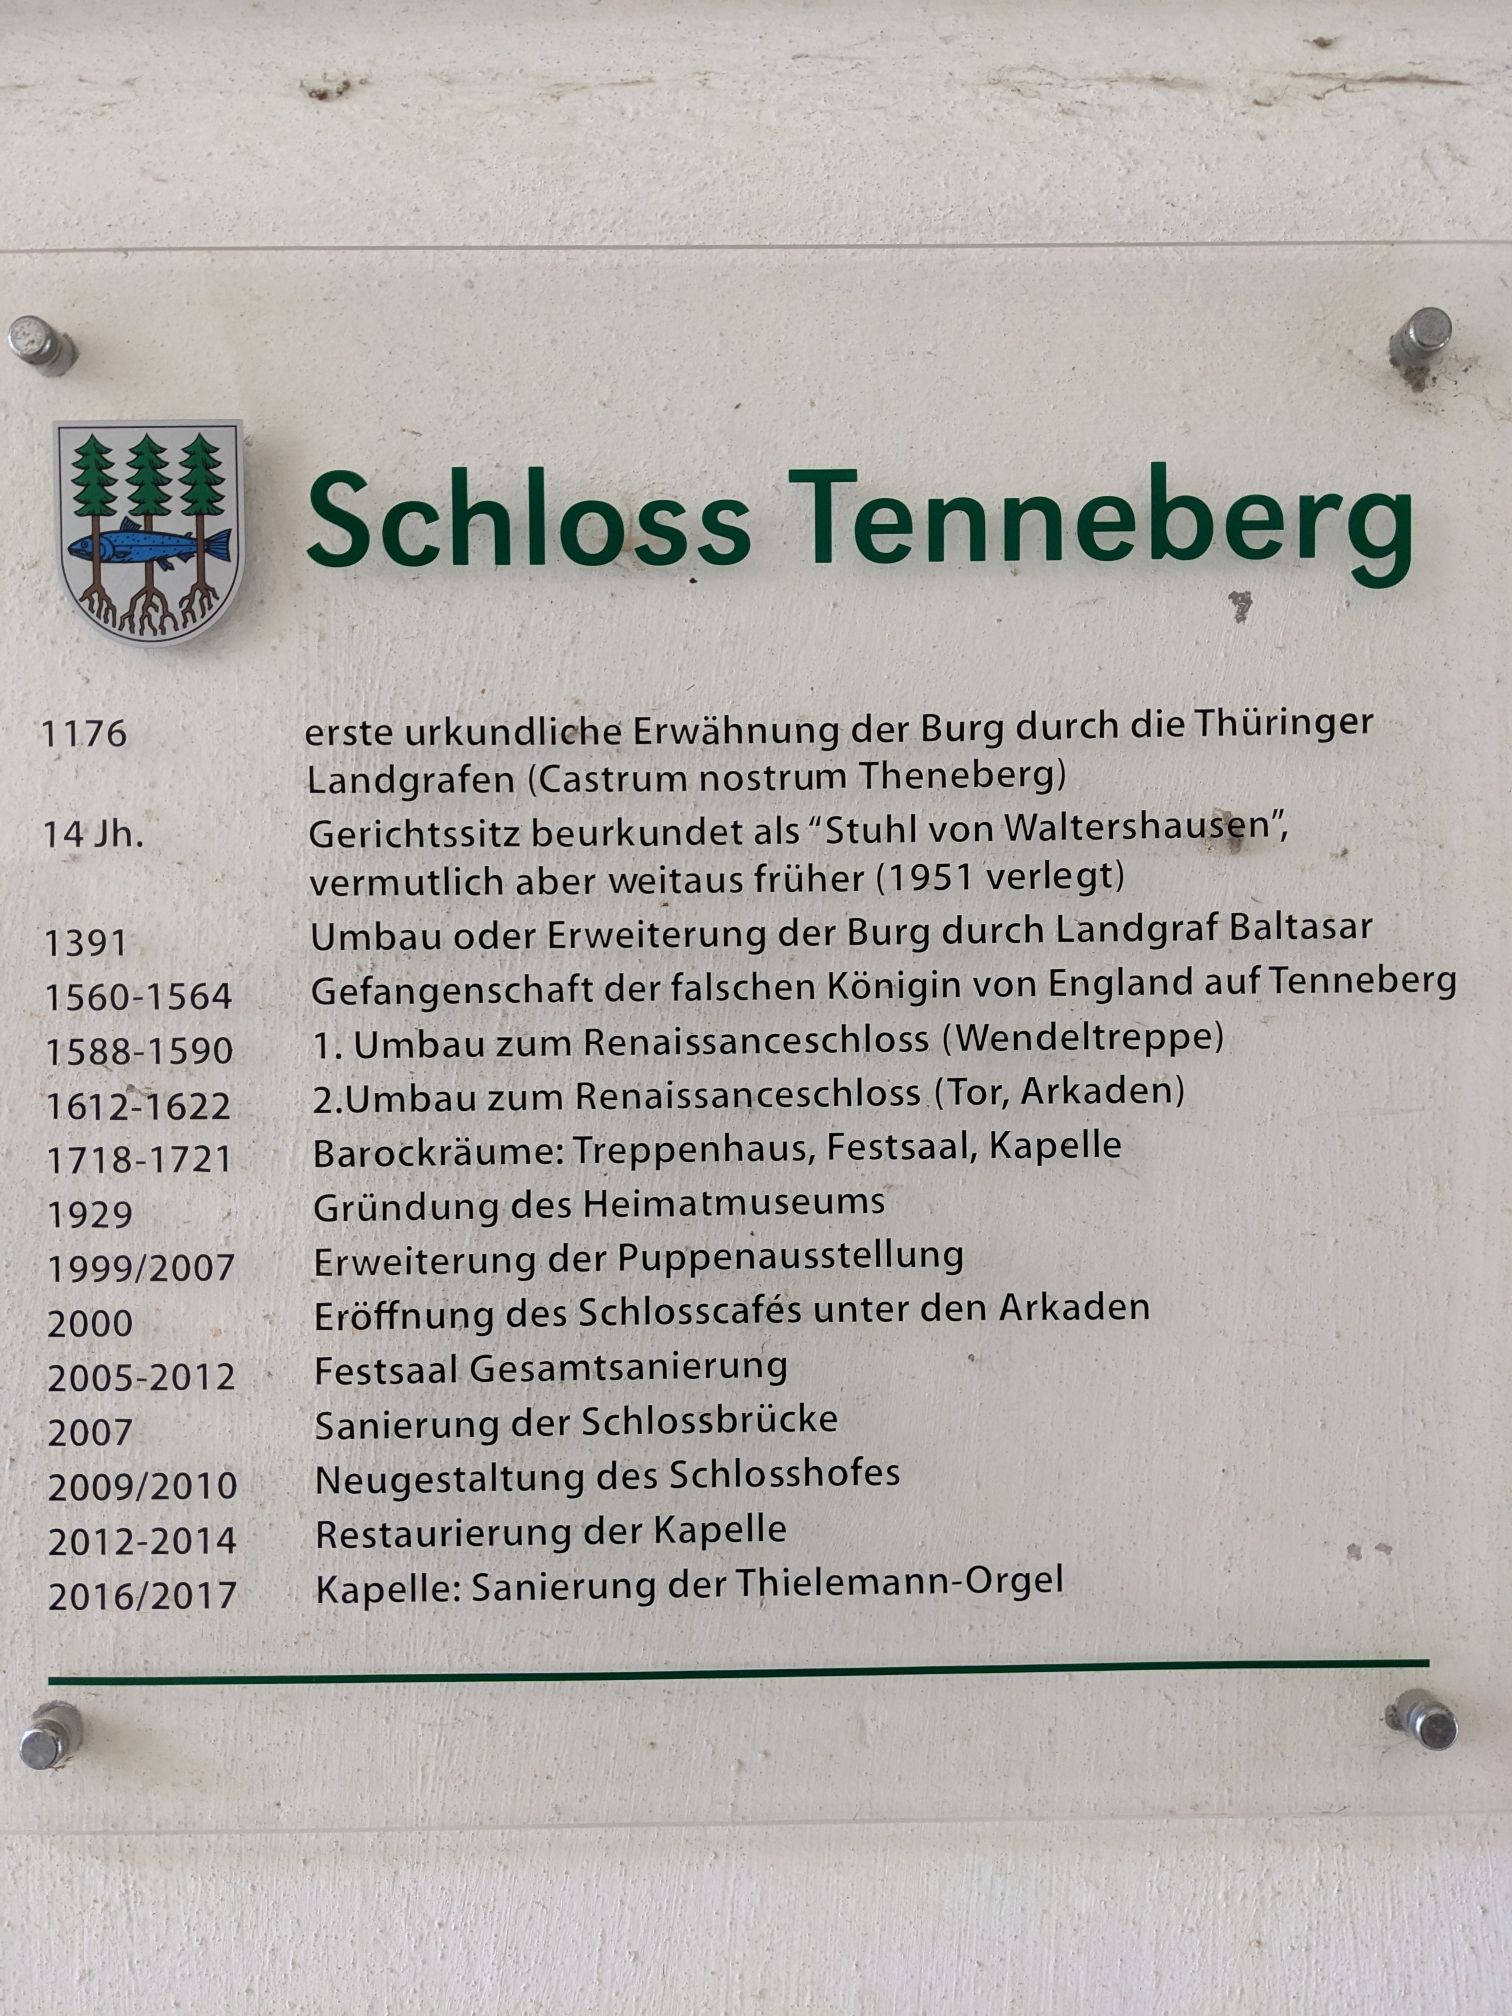 Schloss Tenneberg
1176 erste urkundliche Erwähnung der Burg durch die Thüringer
Landgrafen (Castrum nostrum Theneberg)
14 Jh. Gerichtssitz beurkundet als “Stuhl von Waltershausen”,
vermutlich aber weitaus früher (1951 verlegt)
1391 Umbau oder Erweiterung der Burg durch Landgraf Baltasar
1560-1564 Gefangenschaft der falschen Königin von England auf Tenneberg
1588-1590 1. Umbau zum Renaissanceschloss (Wendeltreppe)
1612-1622 2.Umbau zum Renaissanceschloss (Tor, Arkaden)
1718-1721 Barockräume: Treppenhaus, Festsaal, Kapelle
1929 Gründung des Heimatmuseums
1999/2007 Erweiterung der Puppenausstellung
2000 Eröffnung des Schlosscafés unter den Arkaden
2005-2012 Festsaal Gesamtsanierung
2007 Sanierung der Schlossbrücke
2009/2010 Neugestaltung des Schlosshofes
2012-2014 Restaurierung der Kapelle
2016/2017 Kapelle: Sanierung der Thielemann-Orgel